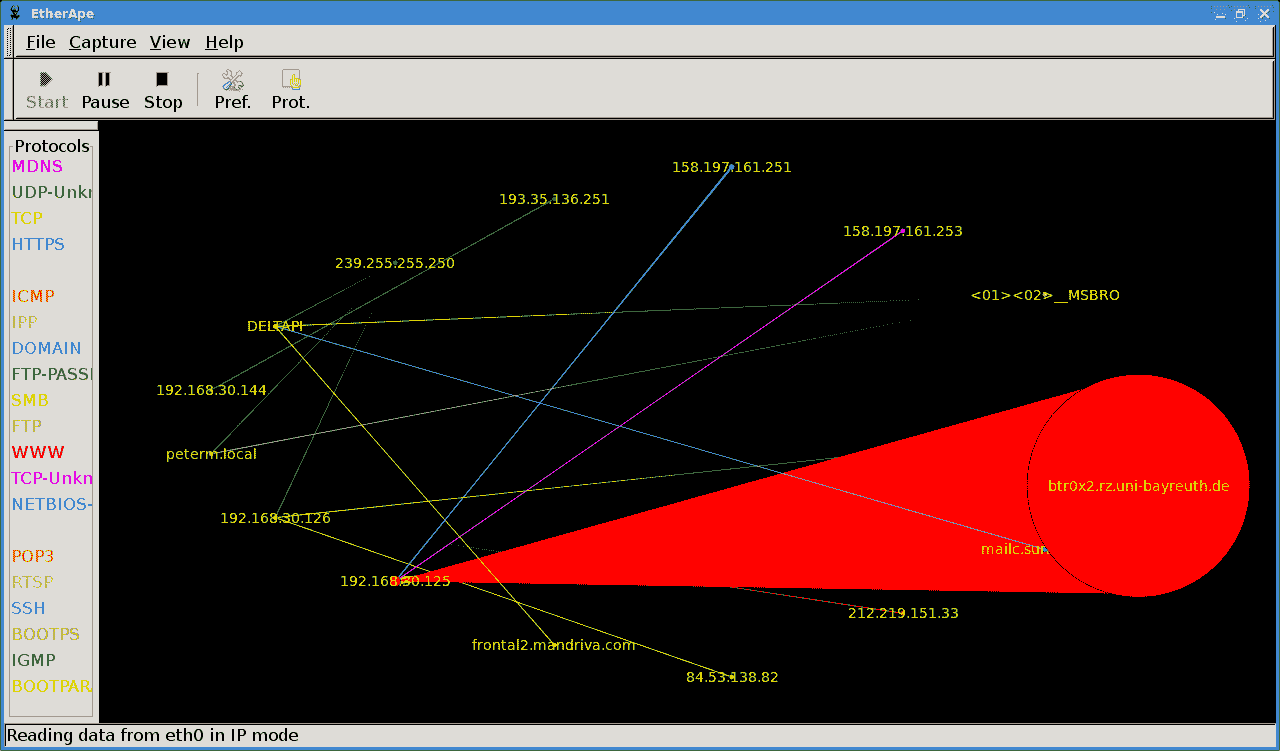 EtherApe
File Capture View Help
Start Pause Stop Pref. Prot.
Protocols
MDNS
UDP-Unkn
TCP
HTTPS
ICMP
IPP
DOMAIN
FTP-PASSI
SMB
FTP
WWW
TCP-Unkn
NETBIOS-
POP3
RTSP
SSH
BOOTPS
IGMP
BOOTPAR
158.197.161.251
193.35.136.251
158.197.161.253
239.255.255.250
<01><02>__MSBRO
DELTAPI
192.168.30.144
peterm.local
btr0x2.rz.uni-bayreuth.de
192.168.30.126
mailc.sur
192.168.30.125
212.219.151.33
frontal2.mandriva.com
84.53.138.82
Reading data from eth0 in IP mode